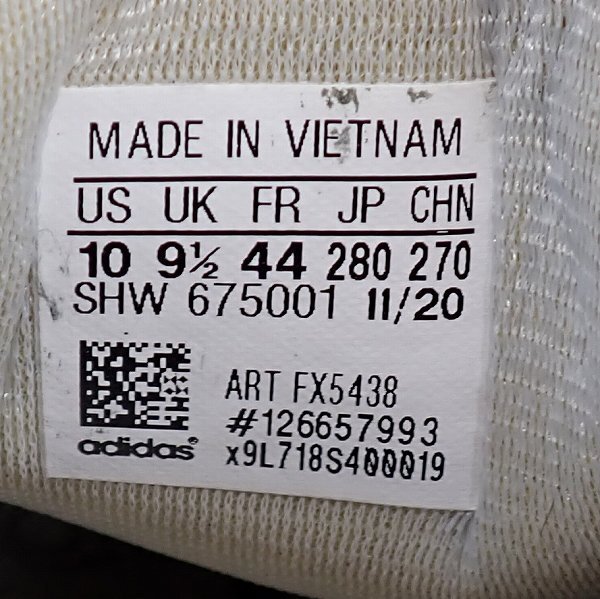 MADE IN VIETNAM
US UK FR JP CHN
10 9½ 44 280 270
SHW 675001 11/20
ART FX5438
#126657993
adidas®
x9L718S400019